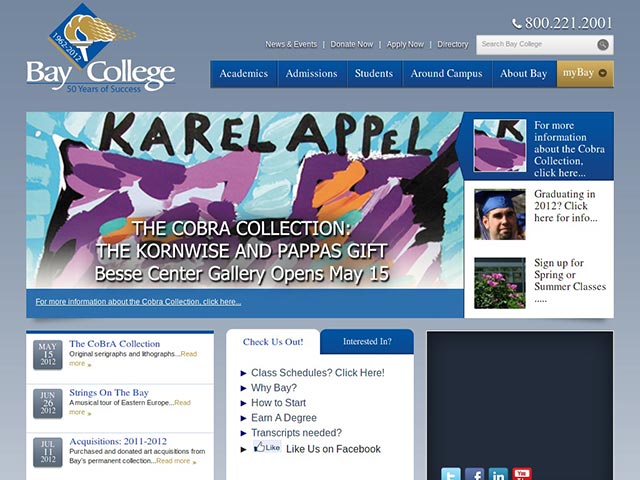 1962-2012
Bay College
50 Years of Success
800.221.2001
News & Events | Donate Now | Apply Now | Directory
Search Bay College
Academics
Admissions
Students
Around Campus
About Bay
myBay
KAREL APPEL
THE COBRA COLLECTION:
THE KORNWISE AND PAPPAS GIFT
Besse Center Gallery Opens May 15
For more information about the Cobra Collection, click here...
For more
information
about the Cobra
Collection,
click here...
Graduating in
2012? Click
here for info...
Sign up for
Spring or
Summer Classes
.....
MAY
15
2012
The CoBrA Collection
Original serigraphs and lithographs...Read
more »
JUN
26
2012
Strings On The Bay
A musical tour of Eastern Europe...Read
more »
JUL
11
2012
Acquisitions: 2011-2012
Purchased and donated art acquisitions from
Bay's permanent collection...Read more »
Check Us Out!
Interested In?
► Class Schedules? Click Here!
► Why Bay?
► How to Start
► Earn A Degree
► Transcripts needed?
► Like Like Us on Facebook
You
Tube